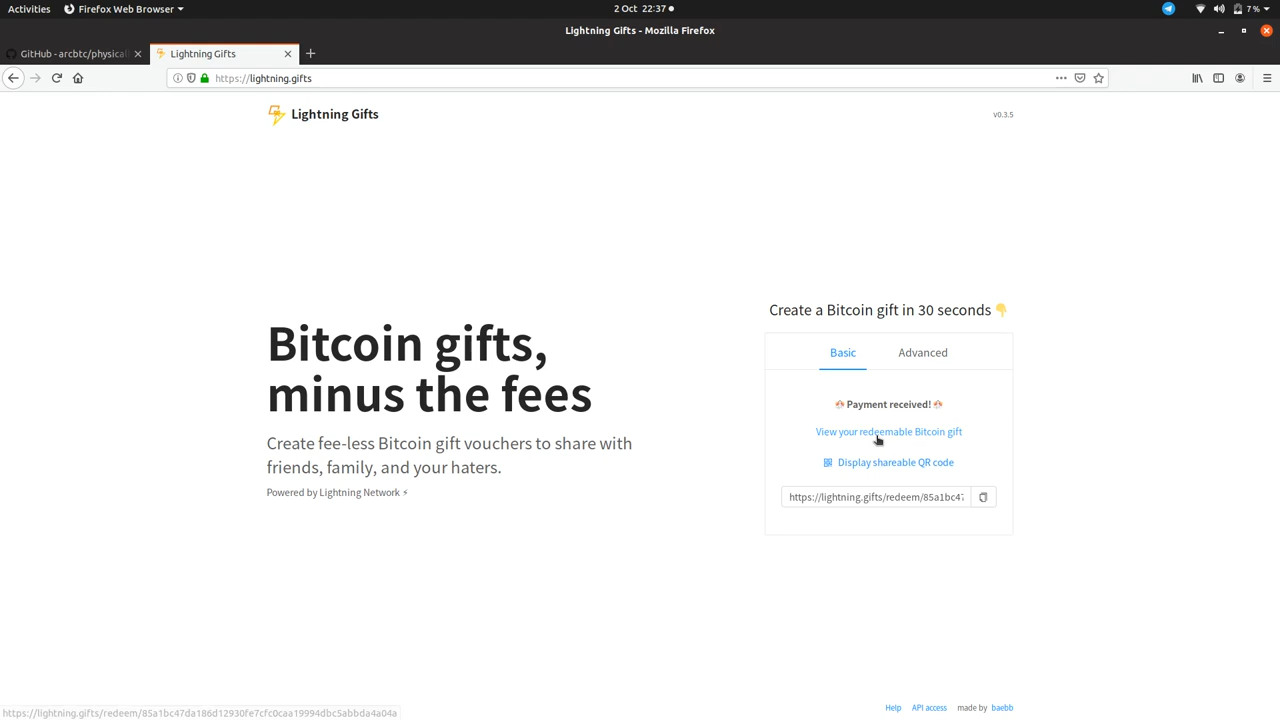 Activities
Firefox Web Browser
2 Oct 22:37
7 %
Lightning Gifts - Mozilla Firefox
GitHub - arcbtc/physical
Lightning Gifts
https://lightning.gifts
Lightning Gifts
v0.3.5
Create a Bitcoin gift in 30 seconds
Basic
Advanced
Bitcoin gifts,
minus the fees
Create fee-less Bitcoin gift vouchers to share with
friends, family, and your haters.
Powered by Lightning Network ⚡
Payment received!
View your redeemable Bitcoin gift
Display shareable QR code
https://lightning.gifts/redeem/85a1bc47
https://lightning.gifts/redeem/85a1bc47da186d12930fe7cfc0caa19994dbc5abbda4a04a
Help
API access
made by baebb